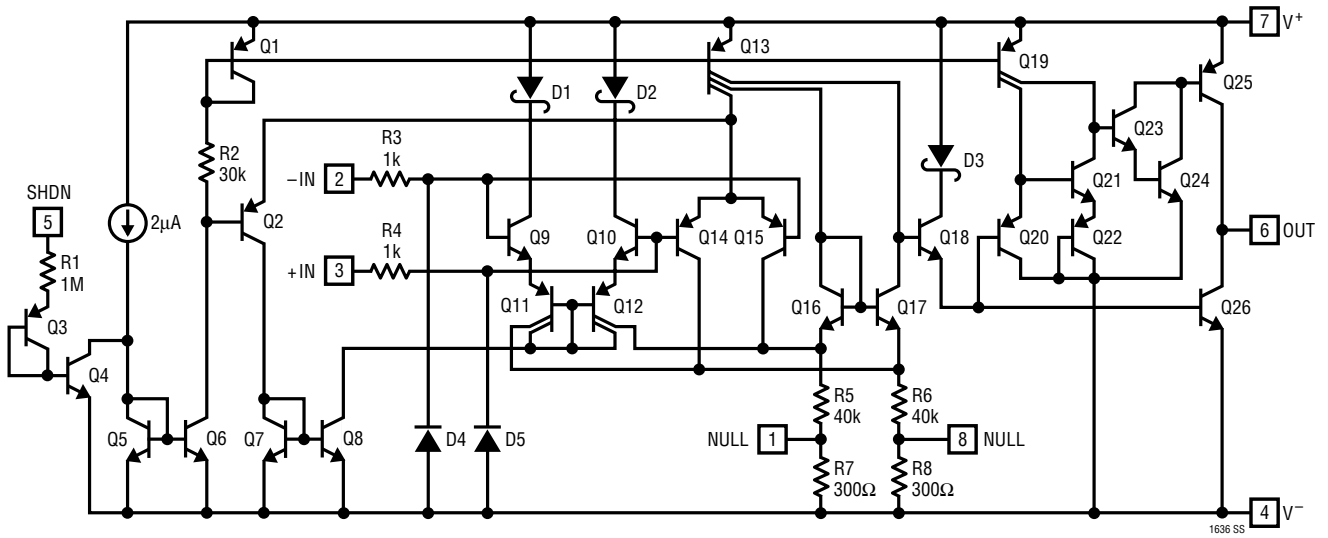 7 V+
Q1
Q13
Q19
Q25
D1
D2
Q23
R3
1k
R2
30k
D3
−IN 2
SHDN
5
2µA
Q2
Q21
Q24
R4
1k
Q9
Q10
Q14
Q15
Q18
Q20
Q22
6 OUT
R1
1M
+IN 3
Q11
Q12
Q16
Q17
Q26
Q3
Q4
R5
40k
R6
40k
Q5
Q6
Q7
Q8
D4
D5
NULL 1
8 NULL
R7
300Ω
R8
300Ω
4 V−
1636 SS